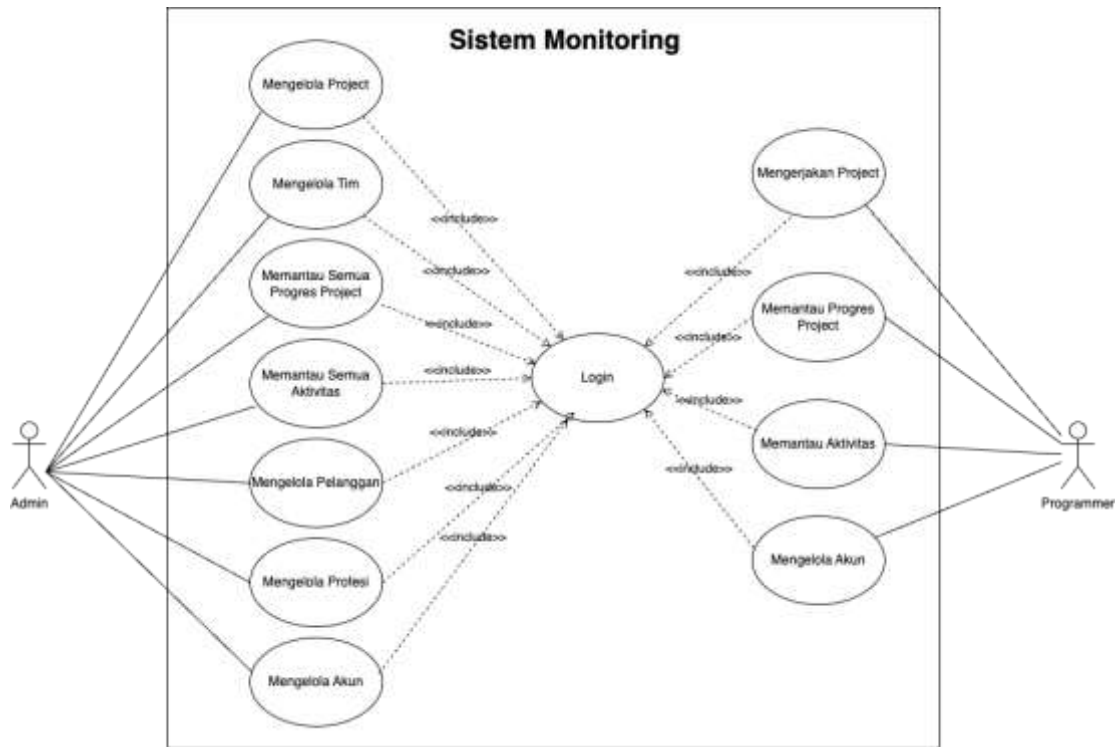 Sistem Monitoring
Mengelola Project
Mengelola Tim
Memantau Semua
Progres Project
Memantau Semua
Aktivitas
Mengelola Pelanggan
Mengelola Profesi
Mengelola Akun
Admin
<<include>>
<<include>>
<<include>>
<<include>>
<<include>>
<<include>>
<<include>>
Login
<<include>>
<<include>>
<<include>>
<<include>>
Mengerjakan Project
Memantau Progres
Project
Memantau Aktivitas
Mengelola Akun
Programmer